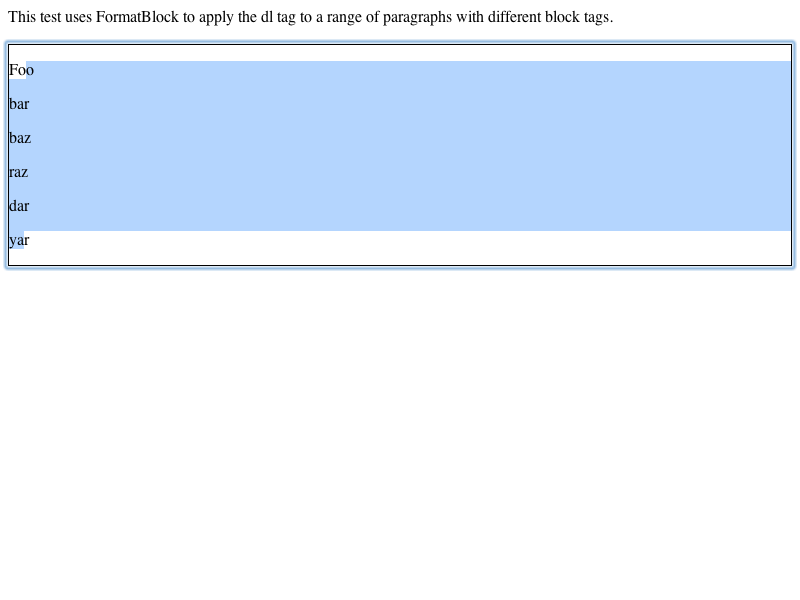 This test uses FormatBlock to apply the dl tag to a range of paragraphs with different block tags.
Foo
bar
baz
raz
dar
yar